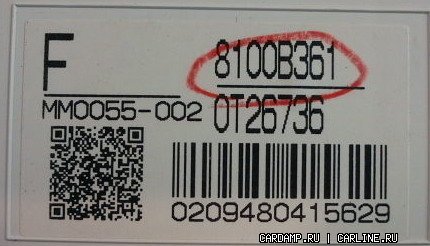 F
8100B361
MM0055-002
0T26736
0209480415629
CARDAMP.RU | CARLINE.RU